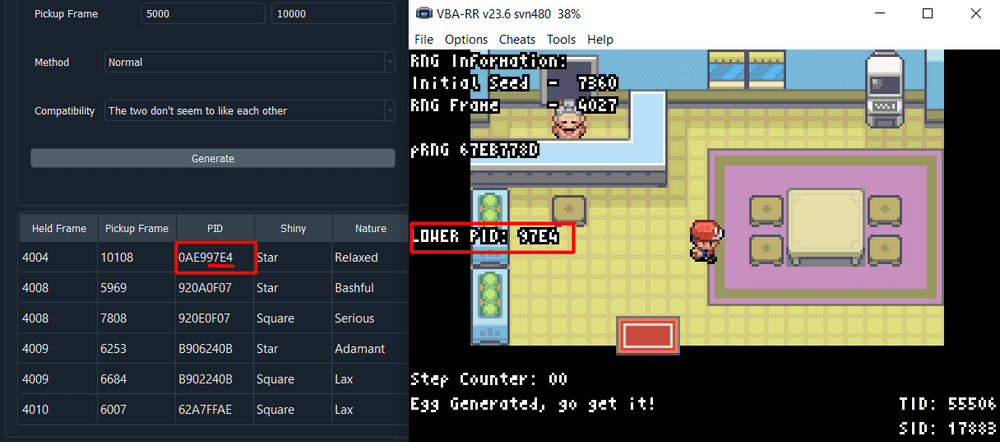 Pickup Frame 5000 10000
Method Normal
Compatibility The two don't seem to like each other
Generate
Held Frame Pickup Frame PID Shiny Nature
4004 10108 0AE997E4 Star Relaxed
4008 5969 920A0F07 Star Bashful
4008 7808 920E0F07 Square Serious
4009 6253 B906240B Star Adamant
4009 6684 B902240B Square Lax
4010 6007 62A7FFAE Square Lax
VBA-RR v23.6 svn480 38%
File Options Cheats Tools Help
RNG Information:
Initial Seed - 7360
RNG Frame - 4027
pRNG 67EB778D
LOWER PID: 97E4
Step Counter: 00
Egg Generated, go get it!
TID: 55506
SID: 17883